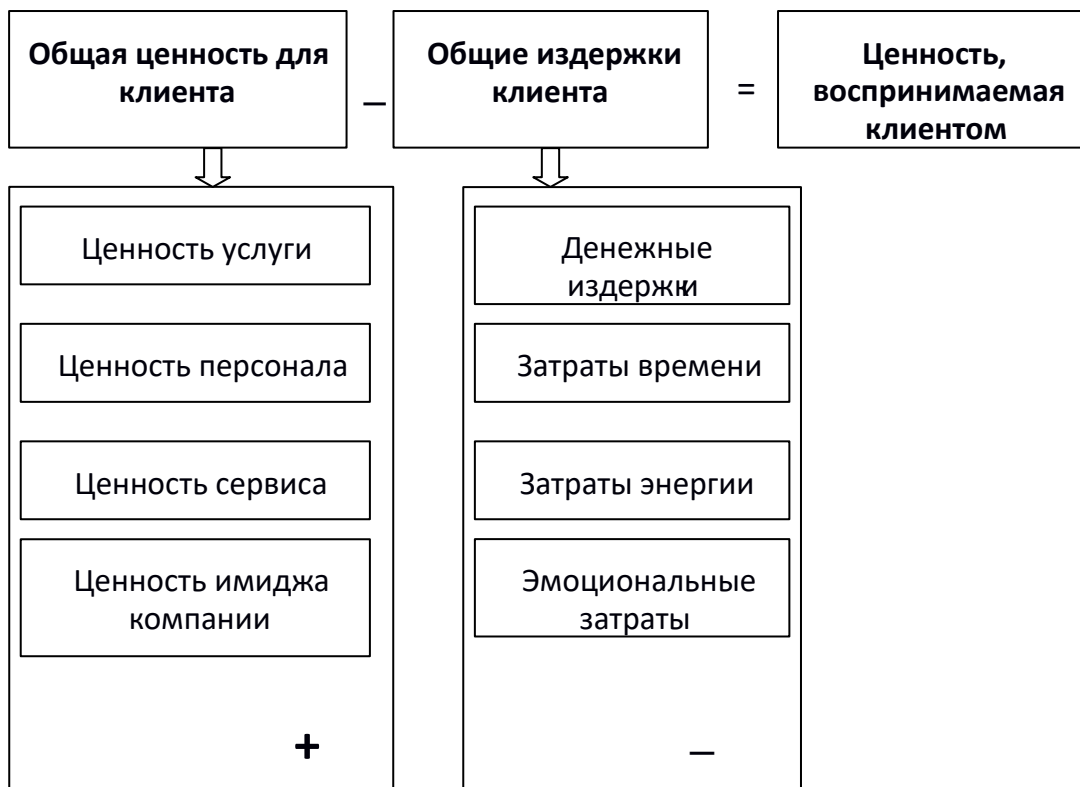 Общая ценность для
клиента
–
Общие издержки
клиента
=
Ценность,
воспринимаемая
клиентом
Ценность услуги
Ценность персонала
Ценность сервиса
Ценность имиджа
компании
+
Денежные
издержки
Затраты времени
Затраты энергии
Эмоциональные
затраты
–